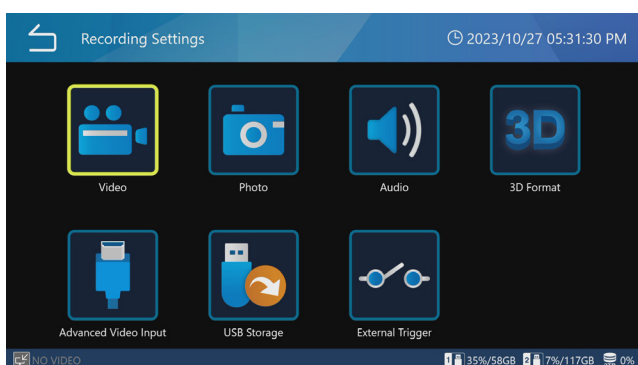 Recording Settings
2023/10/27 05:31:30 PM
3D
Video
Photo
Audio
3D Format
Advanced Video Input
USB Storage
External Trigger
NO VIDEO
1 35%/58GB 2 7%/117GB 0%